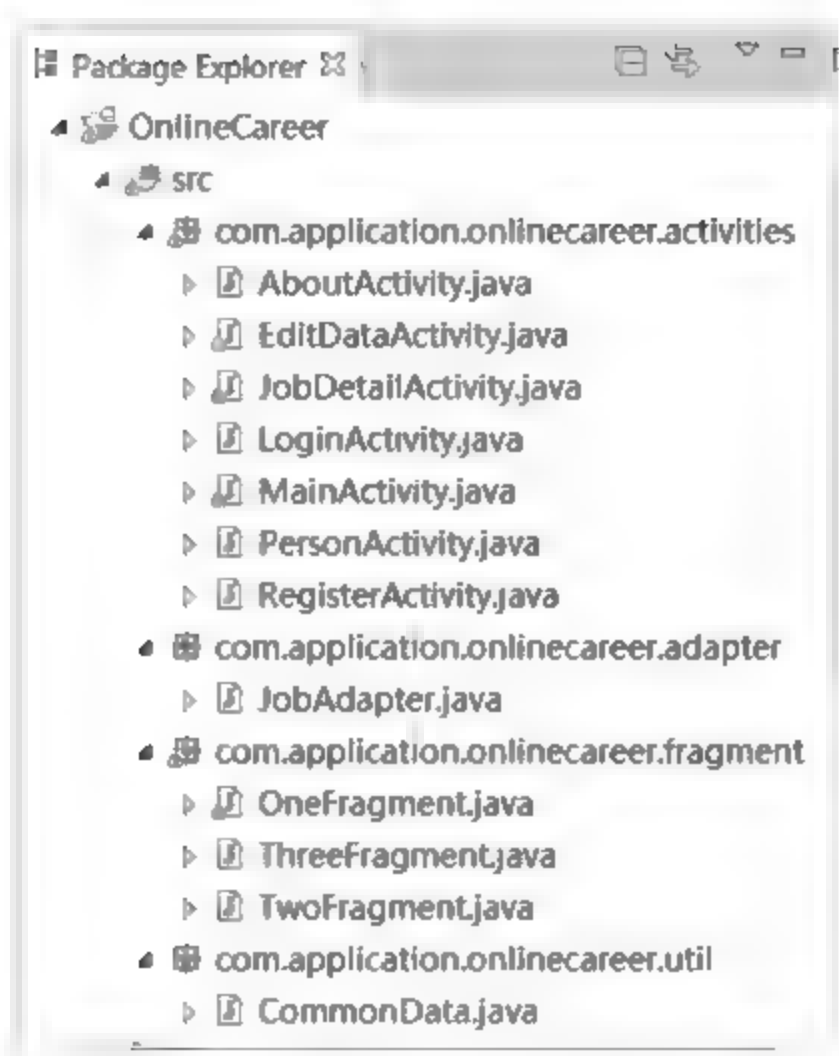 Package Explorer
OnlineCareer
src
com.application.onlinecareer.activities
AboutActivity.java
EditDataActivity.java
JobDetailActivity.java
LoginActivity.java
MainActivity.java
PersonActivity.java
RegisterActivity.java
com.application.onlinecareer.adapter
JobAdapter.java
com.application.onlinecareer.fragment
OneFragment.java
ThreeFragment.java
TwoFragment.java
com.application.onlinecareer.util
CommonData.java